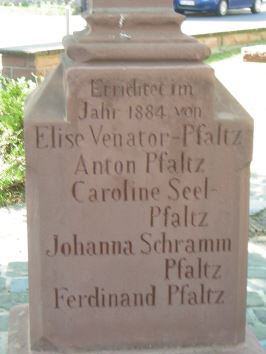 Errichtet im
Jahr 1884 von
Elise Venator-Pfaltz
Anton Pfaltz
Caroline Seel-
Pfaltz
Johanna Schramm
Pfaltz
Ferdinand Pfaltz